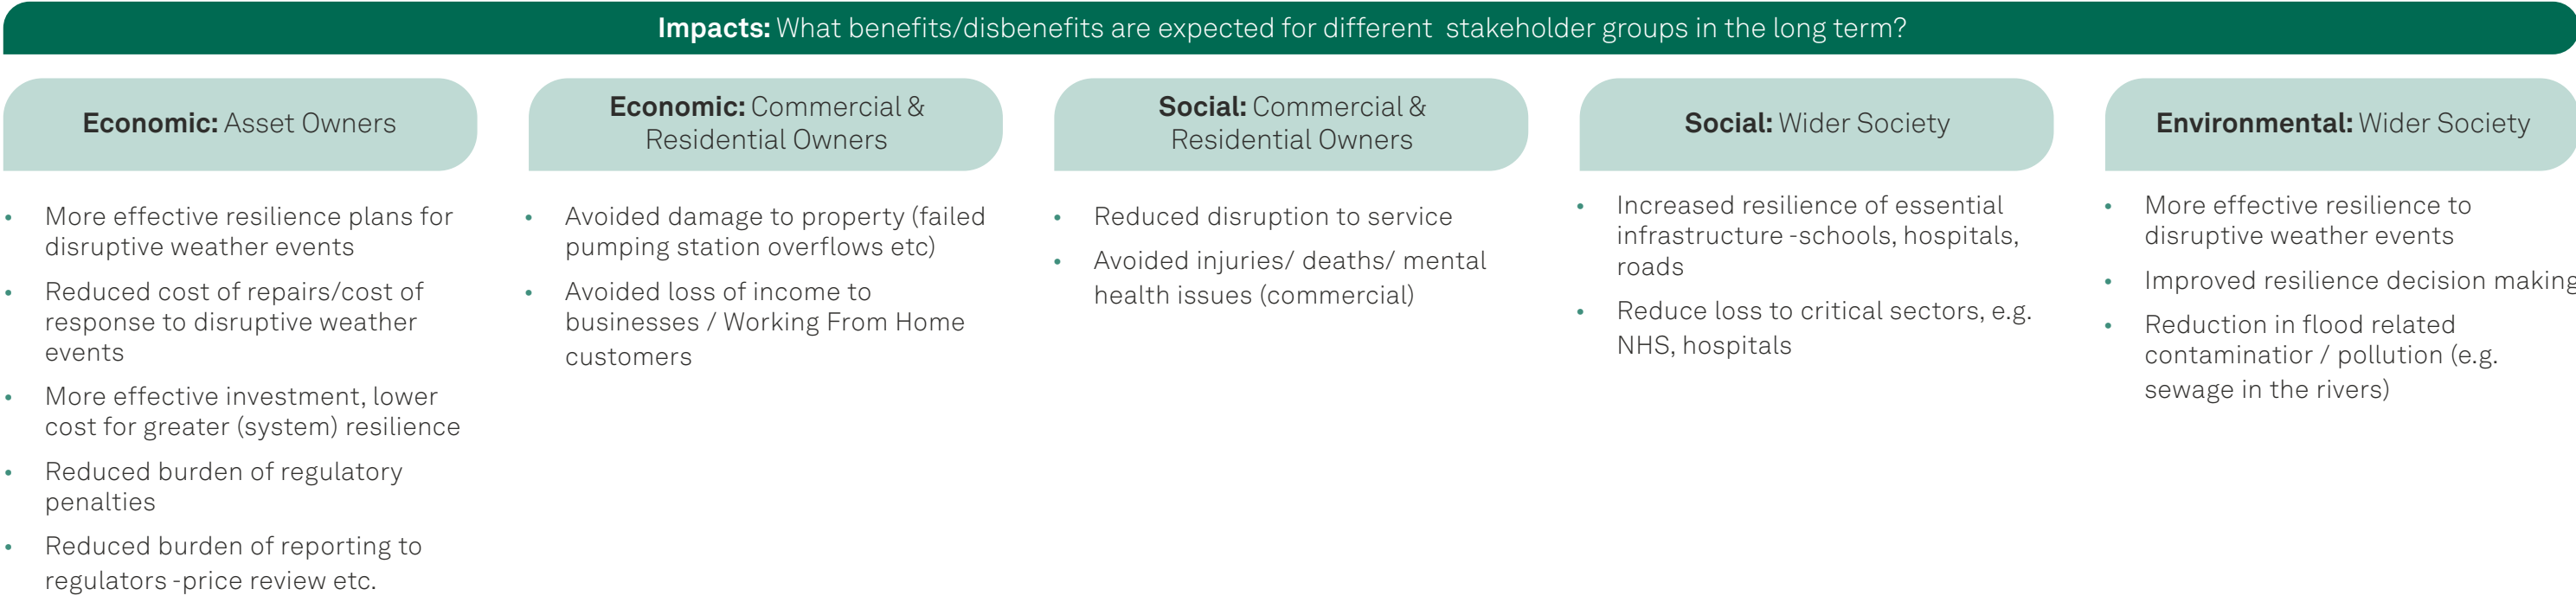 Impacts: What benefits/disbenefits are expected for different stakeholder groups in the long term?
Economic: Asset Owners
• More effective resilience plans for
disruptive weather events
• Reduced cost of repairs/cost of
response to disruptive weather
events
• More effective investment, lower
cost for greater (system) resilience
• Reduced burden of regulatory
penalties
• Reduced burden of reporting to
regulators -price review etc.
Economic: Commercial &
Residential Owners
• Avoided damage to property (failed
pumping station overflows etc)
• Avoided loss of income to
businesses / Working From Home
customers
Social: Commercial &
Residential Owners
• Reduced disruption to service
• Avoided injuries/ deaths/ mental
health issues (commercial)
Social: Wider Society
• Increased resilience of essential
infrastructure -schools, hospitals,
roads
• Reduce loss to critical sectors, e.g.
NHS, hospitals
Environmental: Wider Society
• More effective resilience to
disruptive weather events
• Improved resilience decision making
• Reduction in flood related
contaminatior / pollution (e.g.
sewage in the rivers)